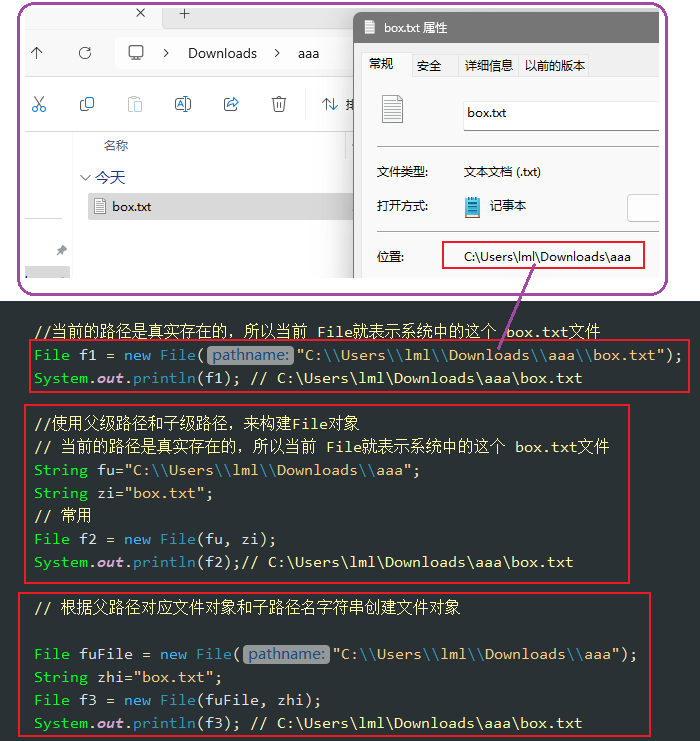 Downloads
aaa
box.txt 属性
常规
安全
详细信息
以前的版本
名称
今天
box.txt
box.txt
文件类型:
文本文档 (.txt)
打开方式:
记事本
位置:
C:\Users\lml\Downloads\aaa
//当前的路径是真实存在的，所以当前 File就表示系统中的这个 box.txt文件
File f1 = new File( pathname: "C:\\Users\\lml\\Downloads\\aaa\\box.txt");
System.out.println(f1); // C:\Users\lml\Downloads\aaa\box.txt
//使用父级路径和子级路径，来构建File对象
// 当前的路径是真实存在的，所以当前 File就表示系统中的这个 box.txt文件
String fu="C:\\Users\\lml\\Downloads\\aaa";
String zi="box.txt";
// 常用
File f2 = new File(fu, zi);
System.out.println(f2);// C:\Users\lml\Downloads\aaa\box.txt
// 根据父路径对应文件对象和子路径名字符串创建文件对象
File fuFile = new File( pathname: "C:\\Users\\lml\\Downloads\\aaa");
String zhi="box.txt";
File f3 = new File(fuFile, zhi);
System.out.println(f3); // C:\Users\lml\Downloads\aaa\box.txt